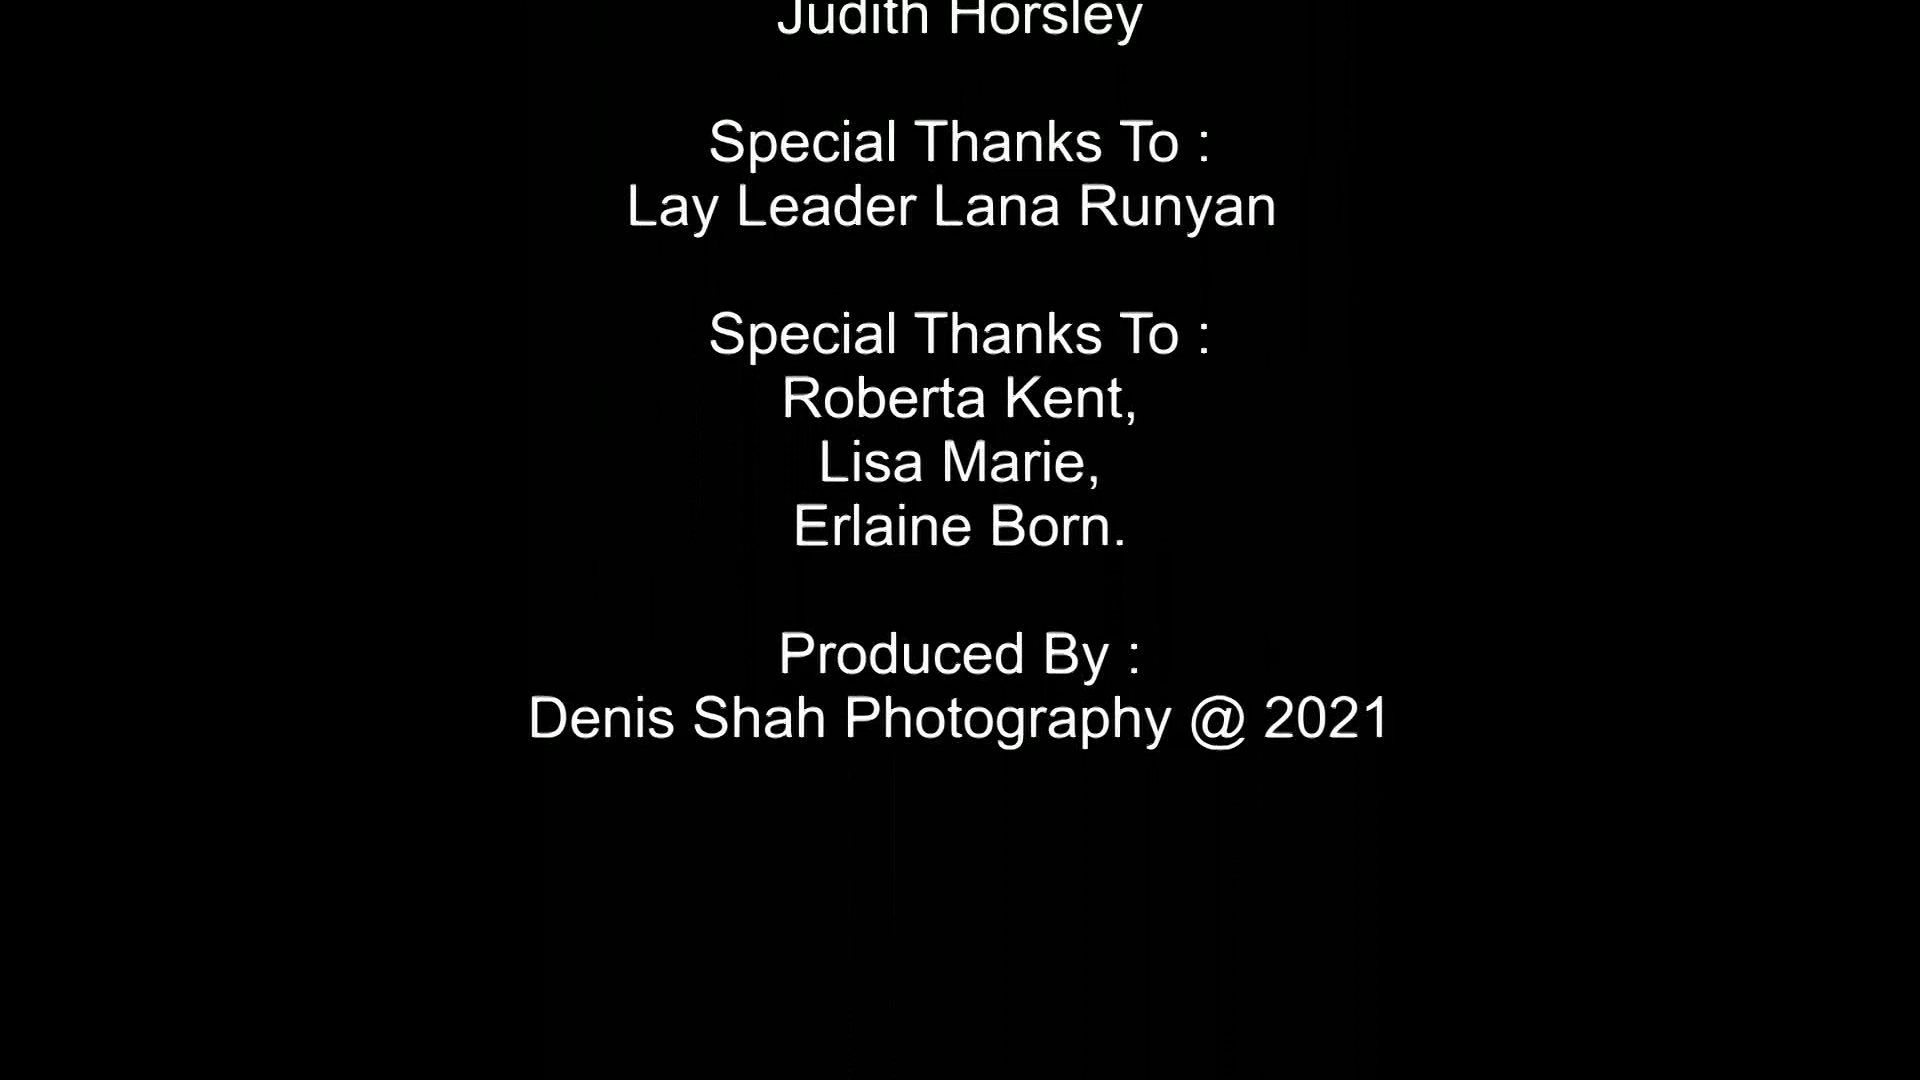 Judith Horsley
Special Thanks To :
Lay Leader Lana Runyan
Special Thanks To :
Roberta Kent,
Lisa Marie,
Erlaine Born.
Produced By :
Denis Shah Photography @ 2021